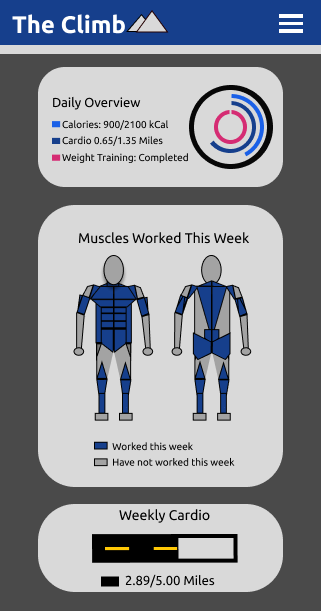 The Climb
Daily Overview
Calories: 900/2100 kCal
Cardio 0.65/1.35 Miles
Weight Training: Completed
Muscles Worked This Week
Worked this week
Have not worked this week
Weekly Cardio
2.89/5.00 Miles